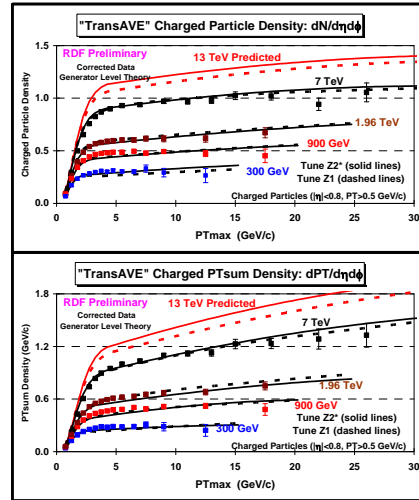 "TransAVE" Charged Particle Density: dN/dηdϕ
1.5
RDF Preliminary
13 TeV Predicted
Corrected Data
Generator Level Theory
7 TeV
1.0
1.96 TeV
900 GeV
0.5
300 GeV
Tune Z2* (solid lines)
Tune Z1 (dashed lines)
Charged Particles (|η|<0.8, PT>0.5 GeV/c)
0.0
0 5 10 15 20 25 30
PTmax (GeV/c)
Charged Particle Density
"TransAVE" Charged PTsum Density: dPT/dηdϕ
1.8
RDF Preliminary
13 TeV Predicted
Corrected Data
Generator Level Theory
7 TeV
1.2
1.96 TeV
0.6
900 GeV
Tune Z2* (solid lines)
300 GeV
Tune Z1 (dashed lines)
Charged Particles (|η|<0.8, PT>0.5 GeV/c)
0.0
0 5 10 15 20 25 30
PTmax (GeV/c)
PTsum Density (GeV/c)